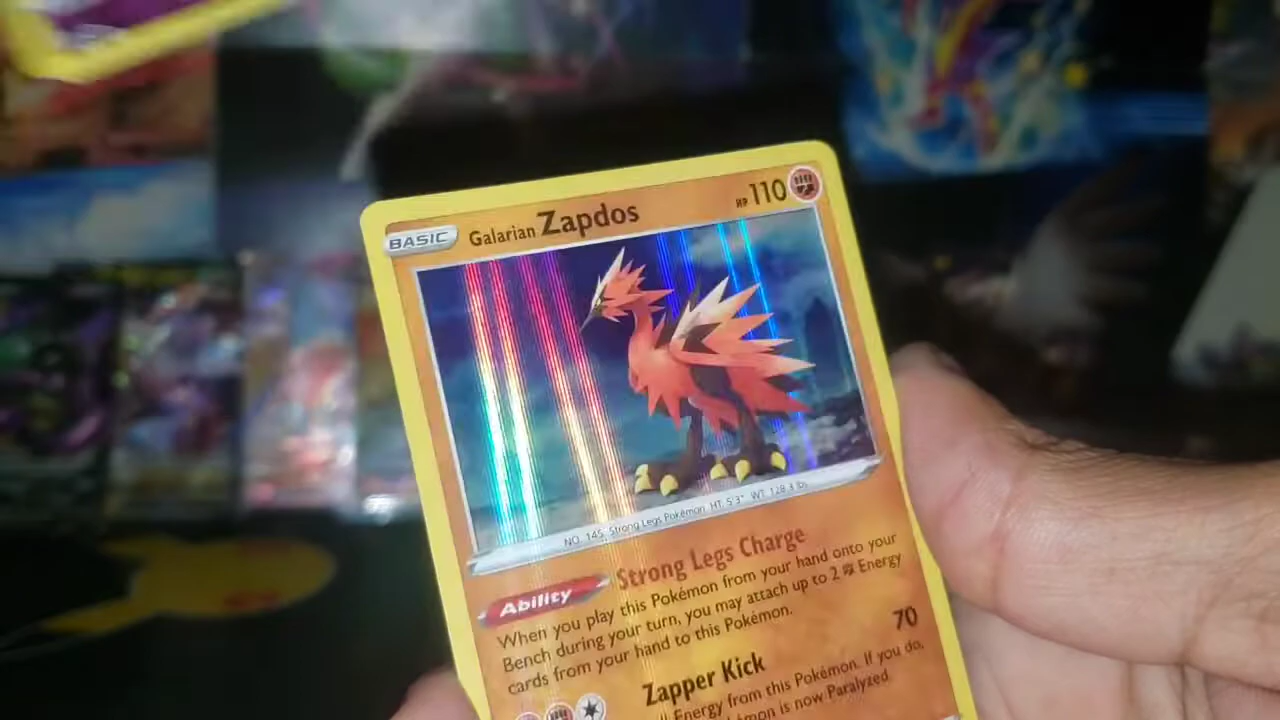 BASIC Galarian Zapdos HP 110
NO. 145 Strong Legs Pokémon HT: 5'3" WT: 128.3 lbs.
Ability Strong Legs Charge
When you play this Pokémon from your hand onto your
Bench during your turn, you may attach up to 2 Energy
cards from your hand to this Pokémon.
Zapper Kick 70
Energy from this Pokémon. If you do,
is now Paralyzed.